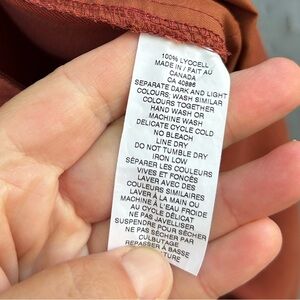 100% LYOCELL
MADE IN / FAIT AU
CANADA
CA 40886
SEPARATE DARK AND LIGHT
COLOURS; WASH SIMILAR
COLOURS TOGETHER
HAND WASH OR
MACHINE WASH
DELICATE CYCLE COLD
NO BLEACH
LINE DRY
DO NOT TUMBLE DRY
IRON LOW
SÉPARER LES COULEURS
VIVES ET FONCÉS
LAVER AVEC DES
COULEURS SIMILAIRES
LAVER À LA MAIN OU
MACHINE À L'EAU FROIDE
AU CYCLE DÉLICAT
NE PAS JAVELLISER
SUSPENDRE POUR SÉCHER
NE PAS SÉCHER PAR
CULBUTAGE
REPASSER À BASSE